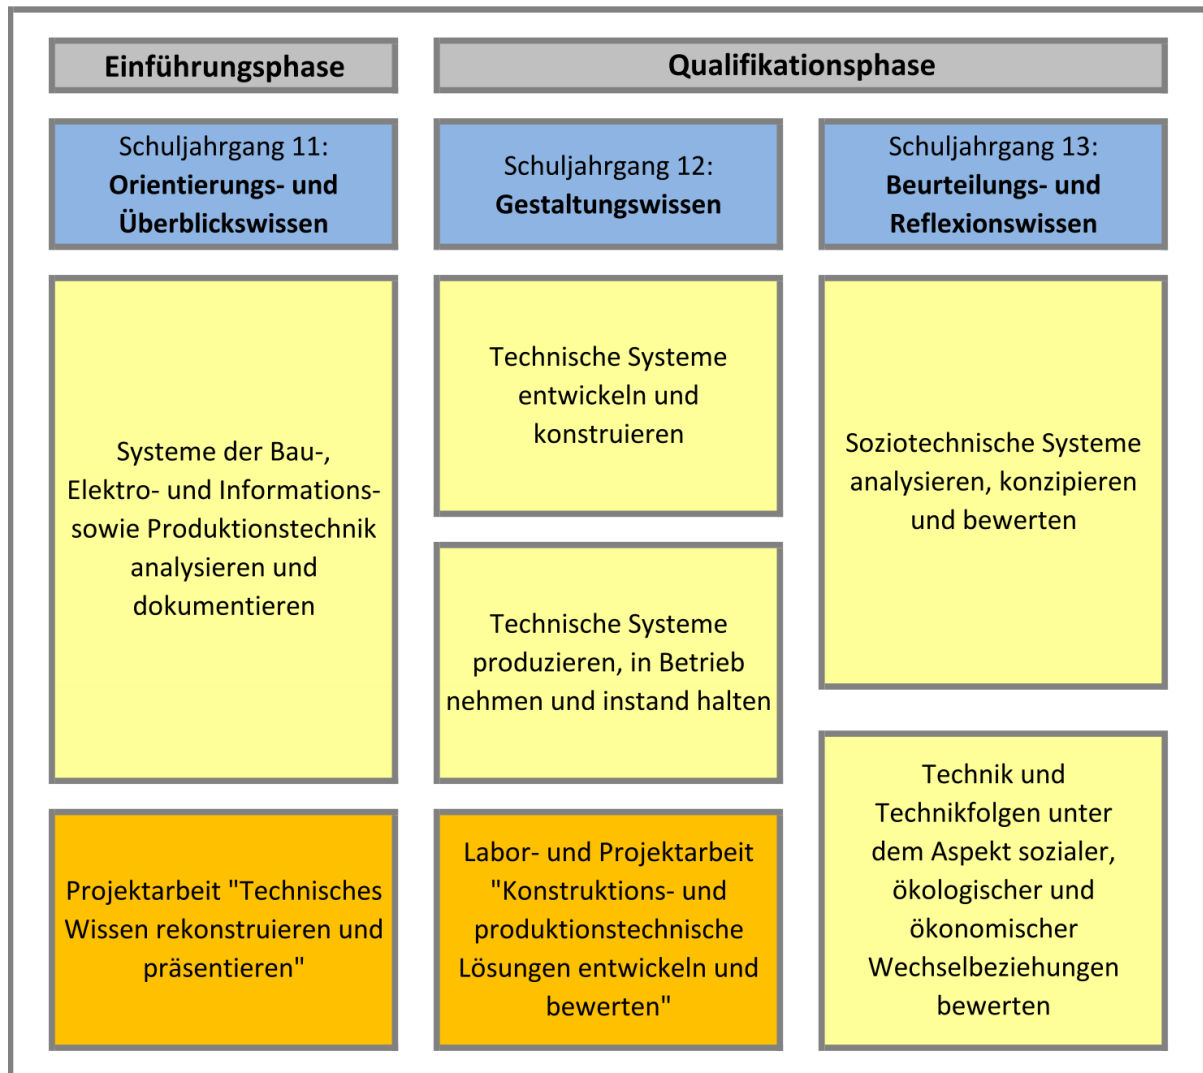 Einführungsphase
Qualifikationsphase
Schuljahrgang 11:
Orientierungs- und
Überblickswissen
Schuljahrgang 12:
Gestaltungswissen
Schuljahrgang 13:
Beurteilungs- und
Reflexionswissen
Systeme der Bau-,
Elektro- und Informations-
sowie Produktionstechnik
analysieren und
dokumentieren
Technische Systeme
entwickeln und
konstruieren
Technische Systeme
produzieren, in Betrieb
nehmen und instand halten
Soziotechnische Systeme
analysieren, konzipieren
und bewerten
Projektarbeit "Technisches
Wissen rekonstruieren und
präsentieren"
Labor- und Projektarbeit
"Konstruktions- und
produktionstechnische
Lösungen entwickeln und
bewerten"
Technik und
Technikfolgen unter
dem Aspekt sozialer,
ökologischer und
ökonomischer
Wechselbeziehungen
bewerten